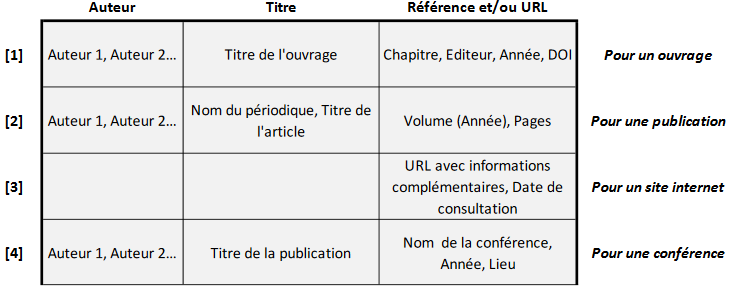 Auteur Titre Référence et/ou URL
[1] Auteur 1, Auteur 2... Titre de l'ouvrage Chapitre, Editeur, Année, DOI Pour un ouvrage
[2] Auteur 1, Auteur 2... Nom du périodique, Titre de l'article Volume (Année), Pages Pour une publication
[3] URL avec informations complémentaires, Date de consultation Pour un site internet
[4] Auteur 1, Auteur 2... Titre de la publication Nom de la conférence, Année, Lieu Pour une conférence